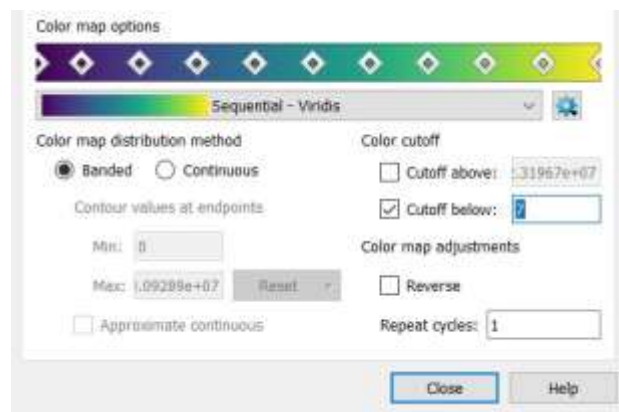 Color map options
Sequential - Viridis
Color map distribution method
Banded
Continuous
Contour values at endpoints
Min: 0
Max: .09289e+07
Reset
Approximate continuous
Color cutoff
Cutoff above: .31967e+07
Cutoff below: 7
Color map adjustments
Reverse
Repeat cycles: 1
Close
Help